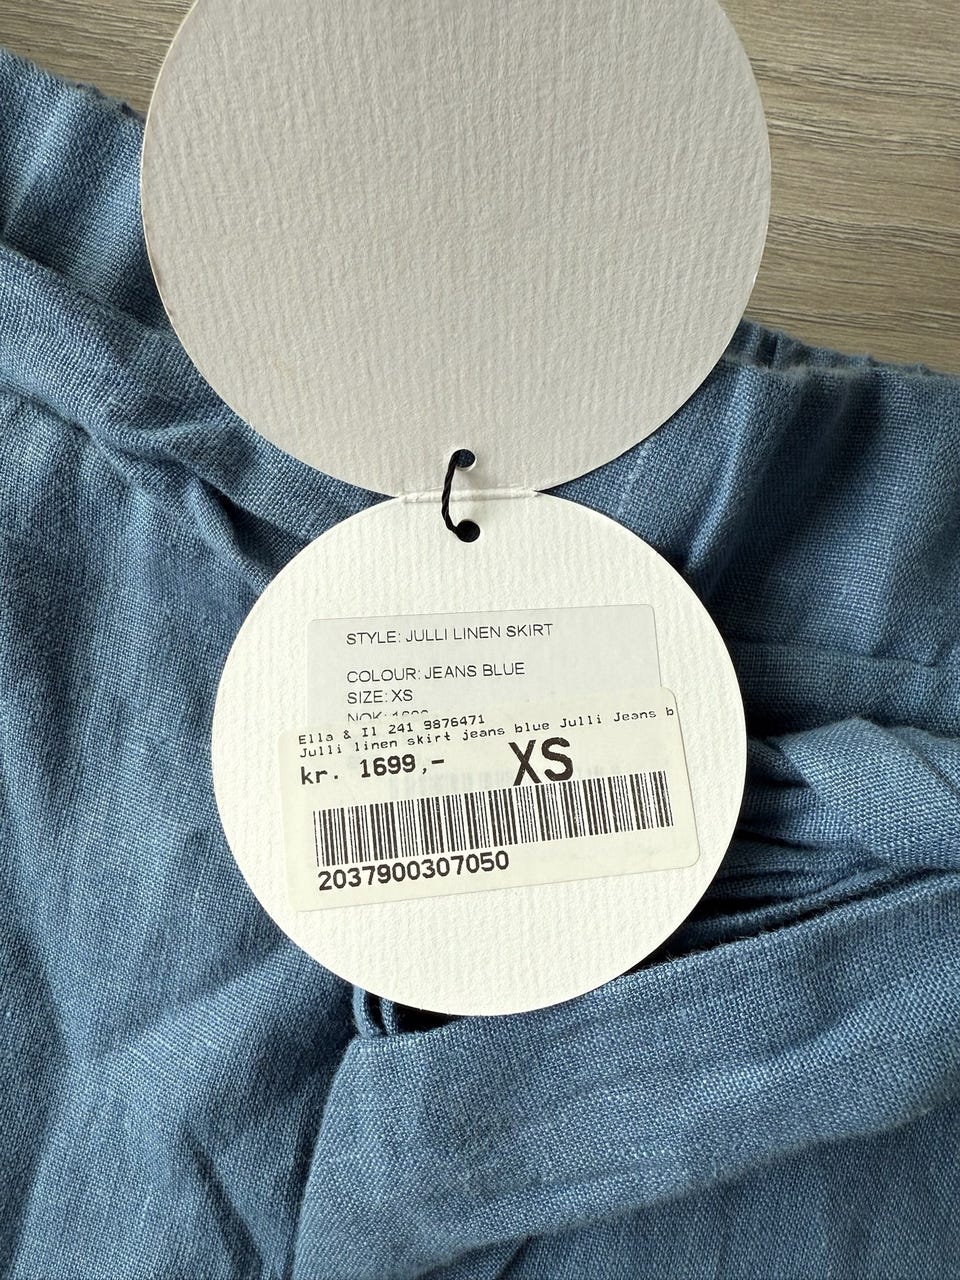 STYLE: JULLI LINEN SKIRT
COLOUR: JEANS BLUE
SIZE: XS
NOK:
Ella & Il 241 9876471
Julli linen skirt jeans blue Julli Jeans b
kr. 1699,- XS
2037900307050